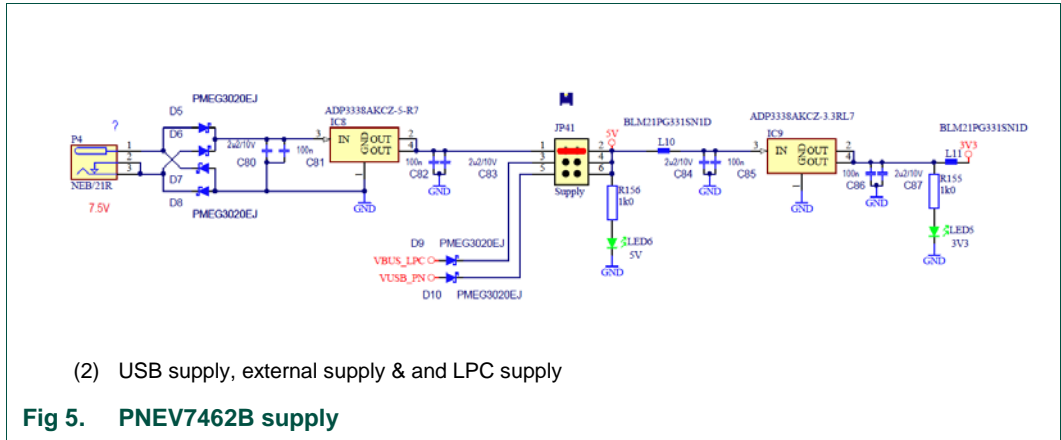 PMEG3020EJ
D5
D6
D7
D8
PMEG3020EJ
?
P4
1
2
3
NEB/21R
7.5V
2u2/10V
C80
100n
C81
ADP3338AKCZ-5-R7
IC8
3
IN
GND
OUT
OUT
2
4
1
GND
100n
C82
2u2/10V
C83
GND
JP41
1
3
5
2
4
6
Supply
5V
R156
1k0
LED6
5V
GND
D9
PMEG3020EJ
VBUS_LPC
VUSB_PN
D10
PMEG3020EJ
BLM21PG331SN1D
L10
2u2/10V
C84
100n
C85
GND
ADP3338AKCZ-3.3RL7
IC9
3
IN
GND
OUT
OUT
2
4
1
GND
100n
C86
2u2/10V
C87
GND
BLM21PG331SN1D
L11
3V3
R155
1k0
LED5
3V3
GND
(2) USB supply, external supply & and LPC supply
Fig 5. PNEV7462B supply